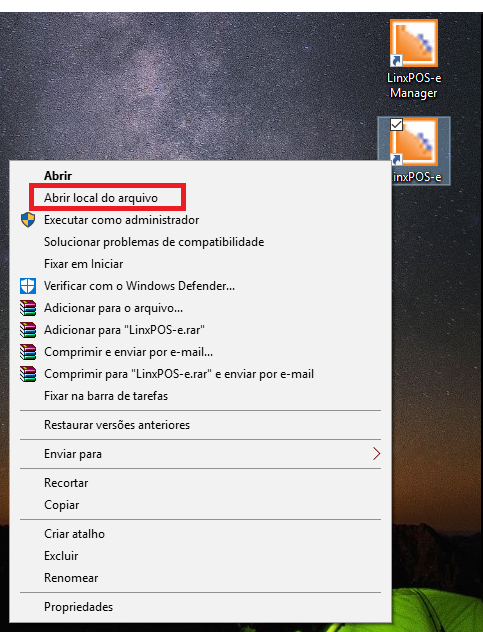 LinxPOS-e
Manager
LinxPOS-e
Abrir
Abrir local do arquivo
Executar como administrador
Solucionar problemas de compatibilidade
Fixar em Iniciar
Verificar com o Windows Defender...
Adicionar para o arquivo...
Adicionar para "LinxPOS-e.rar"
Comprimir e enviar por e-mail...
Comprimir para "LinxPOS-e.rar" e enviar por e-mail
Fixar na barra de tarefas
Restaurar versões anteriores
Enviar para
Recortar
Copiar
Criar atalho
Excluir
Renomear
Propriedades